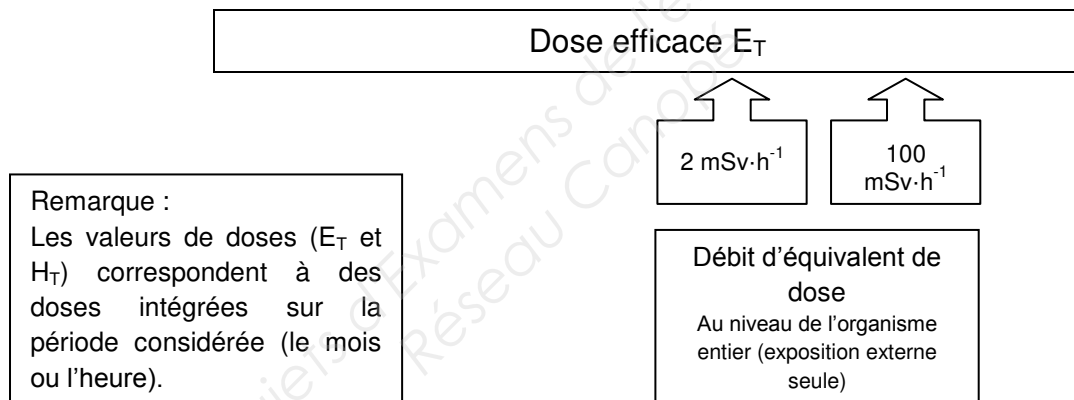 Dose efficace E_T
2 mSv·h⁻¹
100
mSv·h⁻¹
Remarque :
Les valeurs de doses (E_T et
H_T) correspondent à des
doses intégrées sur la
période considérée (le mois
ou l'heure).
Débit d'équivalent de
dose
Au niveau de l'organisme
entier (exposition externe
seule)
Réseau Canopé